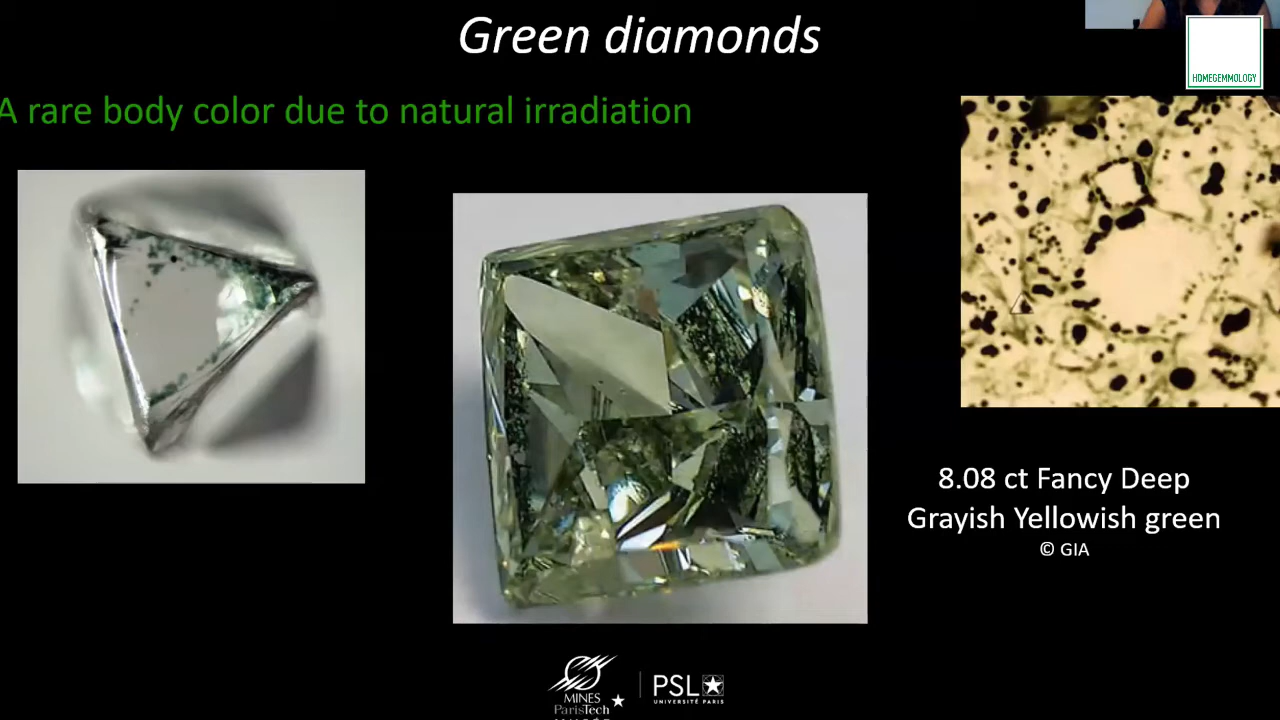 Green diamonds
HOMEGEMMOLOGY
A rare body color due to natural irradiation
8.08 ct Fancy Deep
Grayish Yellowish green
© GIA
MINES
ParisTech
PSL
UNIVERSITÉ PARIS